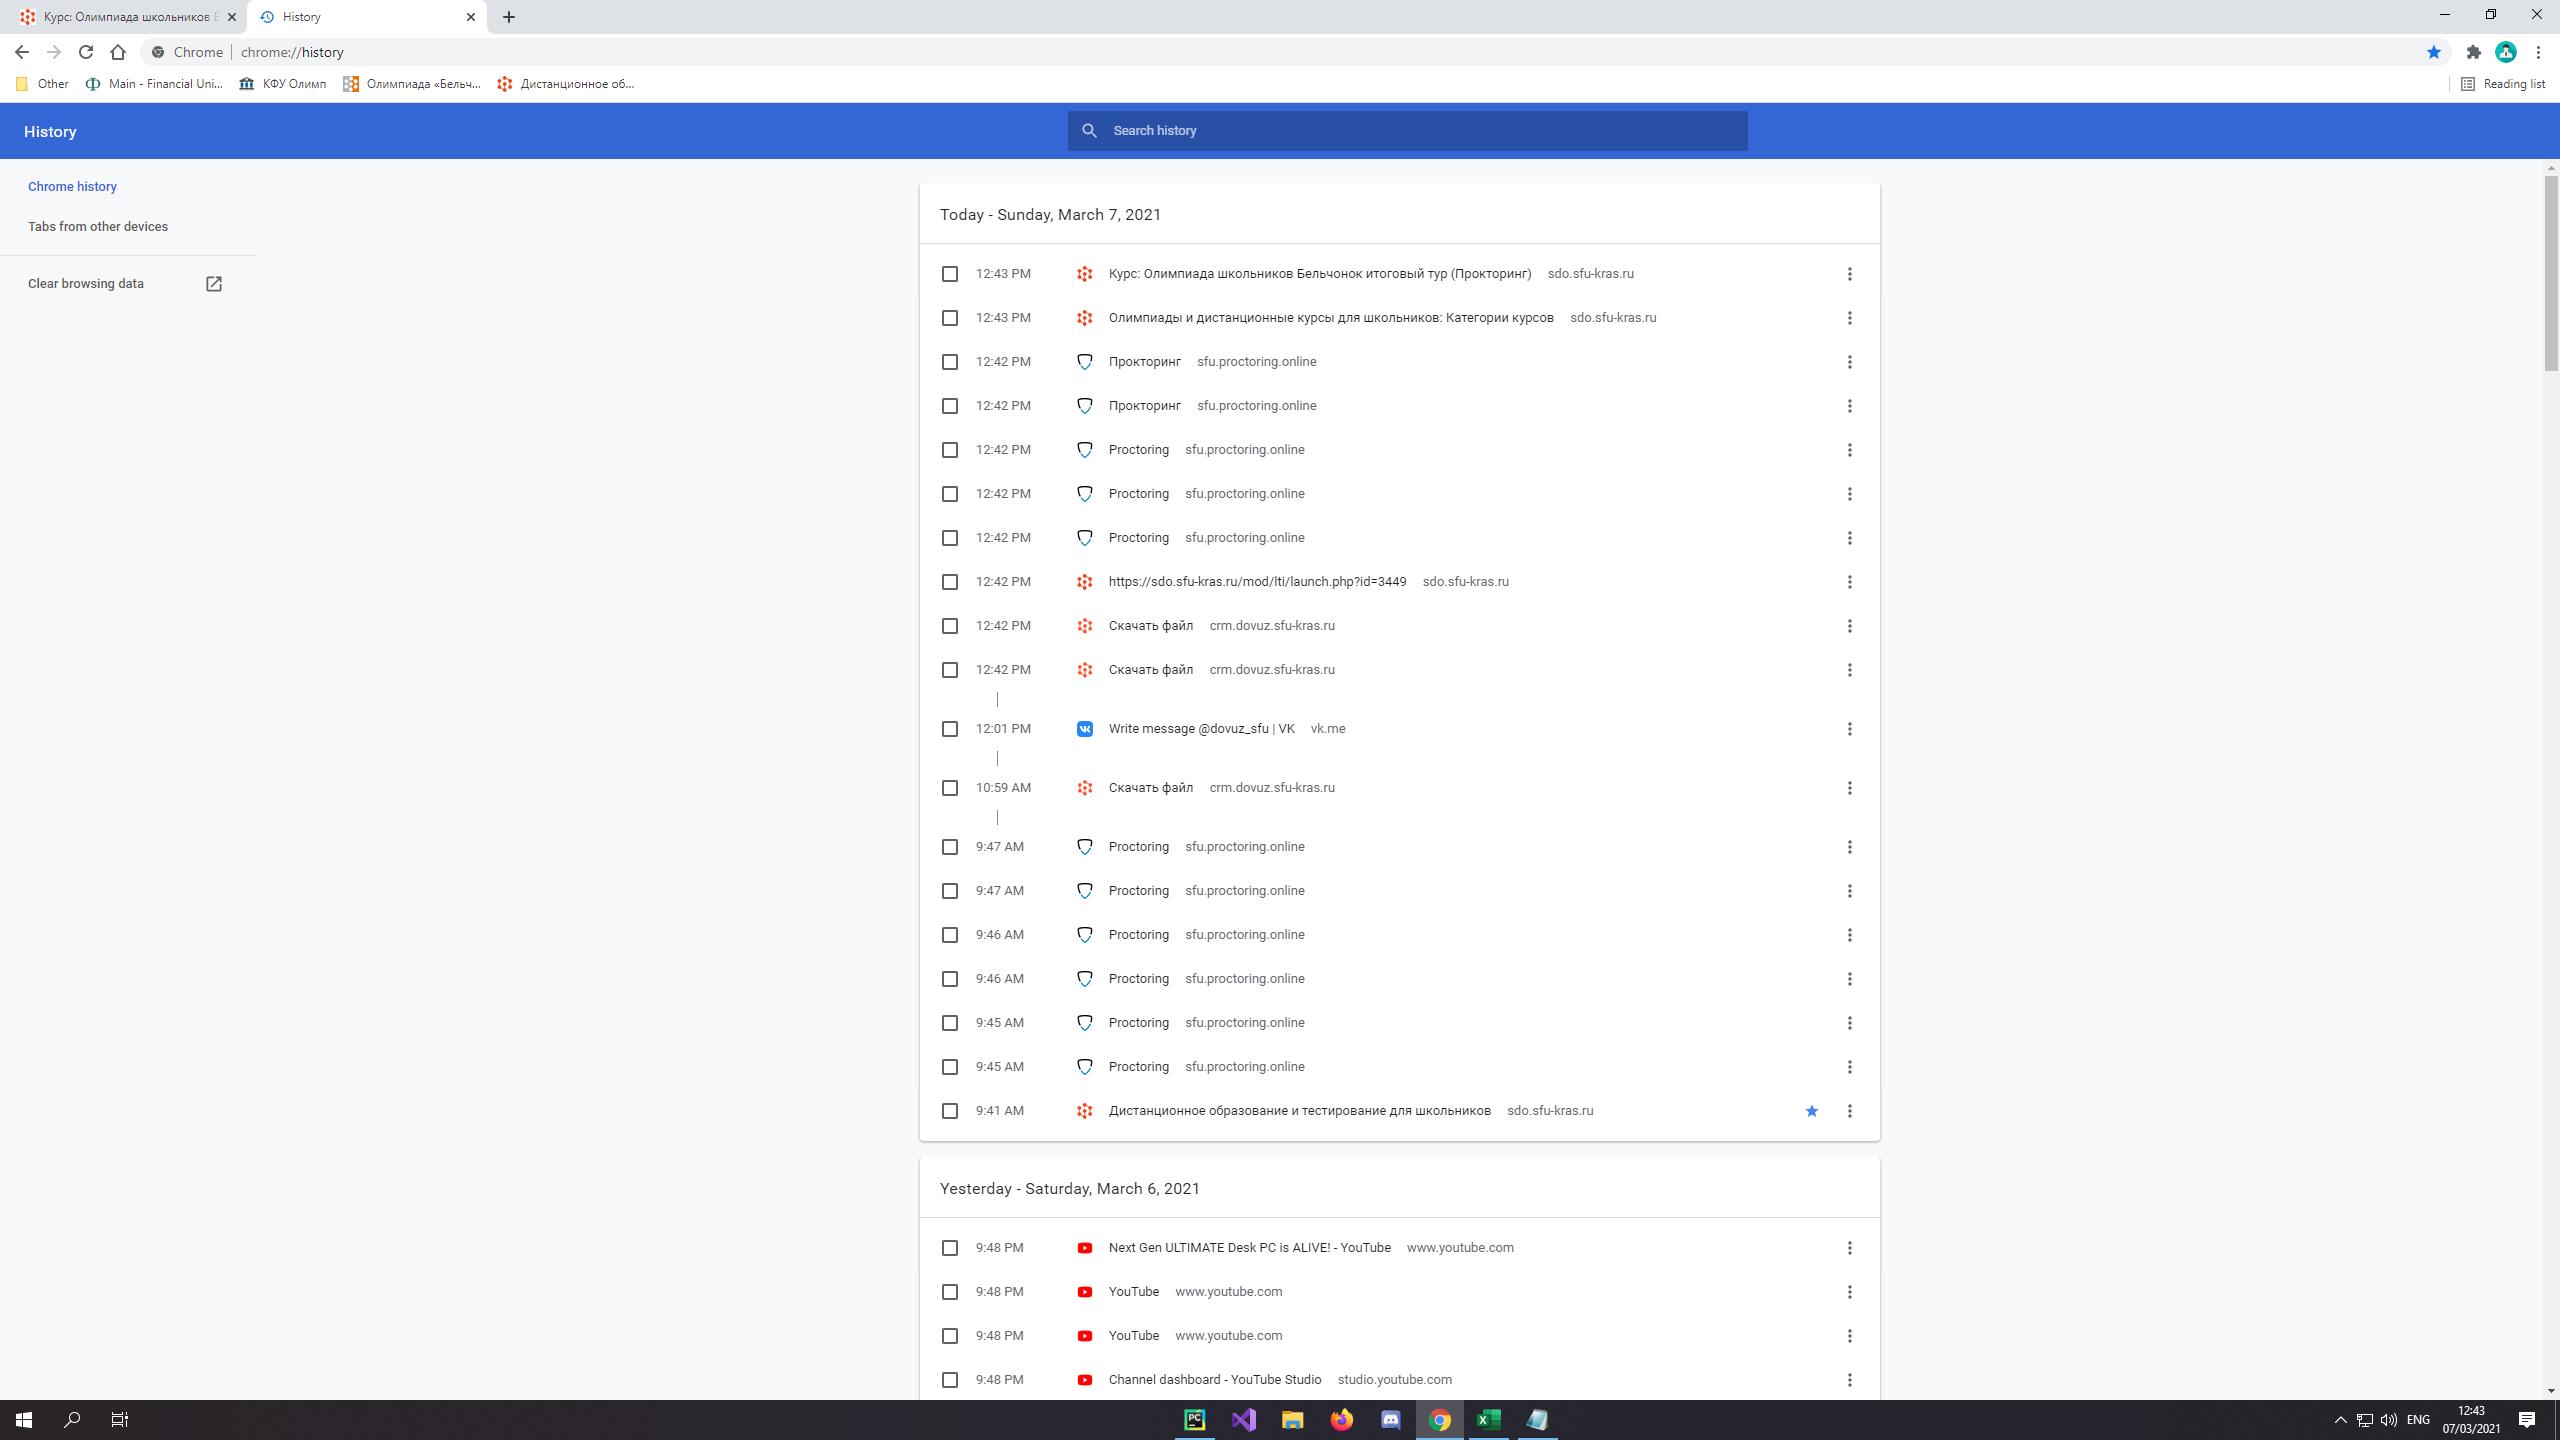 Курс: Олимпиада школьников
History
Chrome chrome://history
Other Main - Financial Uni... КФУ Олимп Олимпиада «Бельч... Дистанционное об... Reading list
History Search history
Chrome history
Tabs from other devices
Clear browsing data
Today - Sunday, March 7, 2021
12:43 PM Курс: Олимпиада школьников Бельчонок итоговый тур (Прокторинг) sdo.sfu-kras.ru
12:43 PM Олимпиады и дистанционные курсы для школьников: Категории курсов sdo.sfu-kras.ru
12:42 PM Прокторинг sfu.proctoring.online
12:42 PM Прокторинг sfu.proctoring.online
12:42 PM Proctoring sfu.proctoring.online
12:42 PM Proctoring sfu.proctoring.online
12:42 PM Proctoring sfu.proctoring.online
12:42 PM https://sdo.sfu-kras.ru/mod/lti/launch.php?id=3449 sdo.sfu-kras.ru
12:42 PM Скачать файл crm.dovuz.sfu-kras.ru
12:42 PM Скачать файл crm.dovuz.sfu-kras.ru
12:01 PM Write message @dovuz_sfu | VK vk.me
10:59 AM Скачать файл crm.dovuz.sfu-kras.ru
9:47 AM Proctoring sfu.proctoring.online
9:47 AM Proctoring sfu.proctoring.online
9:46 AM Proctoring sfu.proctoring.online
9:46 AM Proctoring sfu.proctoring.online
9:45 AM Proctoring sfu.proctoring.online
9:45 AM Proctoring sfu.proctoring.online
9:41 AM Дистанционное образование и тестирование для школьников sdo.sfu-kras.ru
Yesterday - Saturday, March 6, 2021
9:48 PM Next Gen ULTIMATE Desk PC is ALIVE! - YouTube www.youtube.com
9:48 PM YouTube www.youtube.com
9:48 PM YouTube www.youtube.com
9:48 PM Channel dashboard - YouTube Studio studio.youtube.com
ENG
12:43
07/03/2021